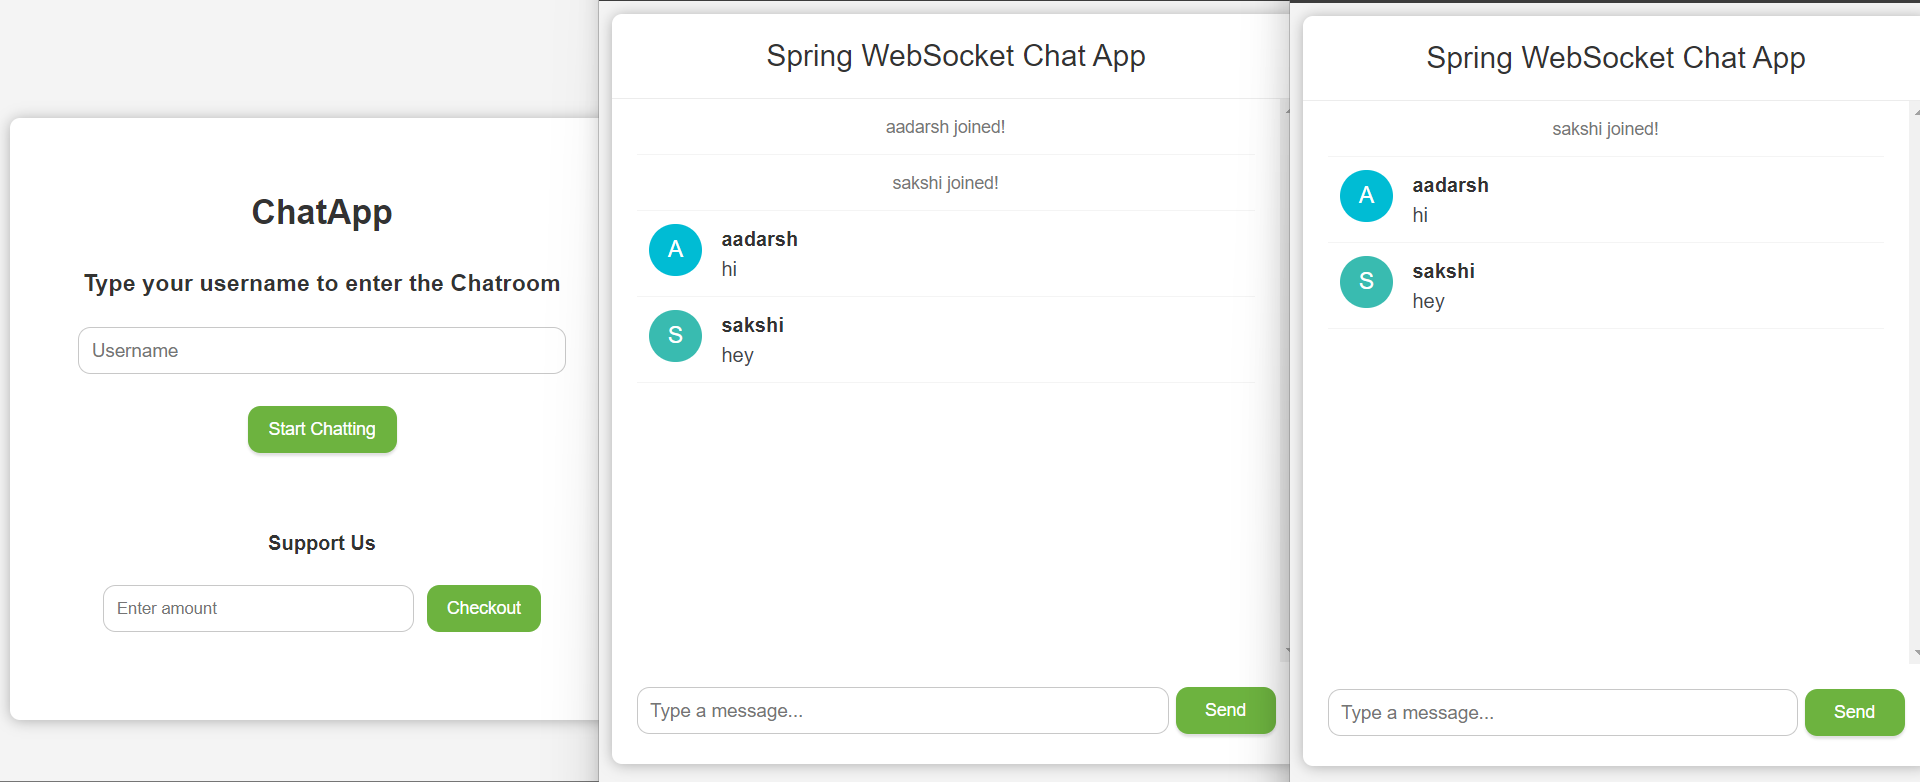 ChatApp
Type your username to enter the Chatroom
Username
Start Chatting
Support Us
Enter amount
Checkout
Spring WebSocket Chat App
aadarsh joined!
sakshi joined!
A
aadarsh
hi
S
sakshi
hey
Type a message...
Send
Spring WebSocket Chat App
sakshi joined!
A
aadarsh
hi
S
sakshi
hey
Type a message...
Send